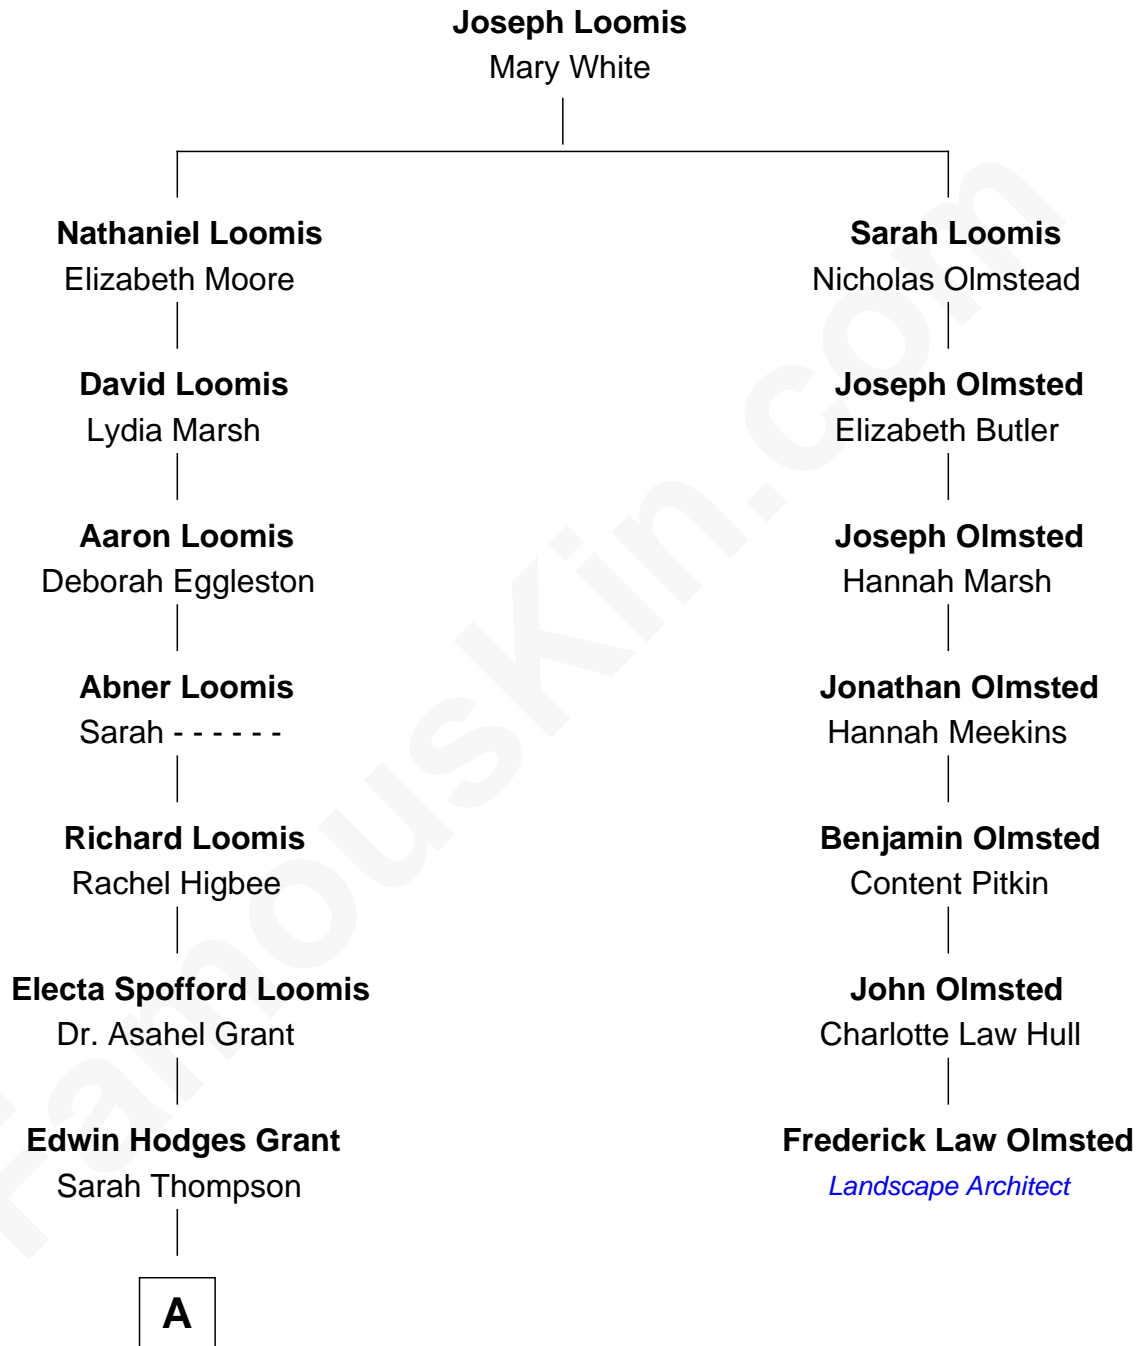 Joseph Loomis
Mary White
Nathaniel Loomis
Elizabeth Moore
David Loomis
Lydia Marsh
Aaron Loomis
Deborah Eggleston
Abner Loomis
Sarah - - - - - -
Richard Loomis
Rachel Higbee
Electa Spofford Loomis
Dr. Asahel Grant
Edwin Hodges Grant
Sarah Thompson
A
Sarah Loomis
Nicholas Olmstead
Joseph Olmsted
Elizabeth Butler
Joseph Olmsted
Hannah Marsh
Jonathan Olmsted
Hannah Meekins
Benjamin Olmsted
Content Pitkin
John Olmsted
Charlotte Law Hull
Frederick Law Olmsted
Landscape Architect
FamousKin.com